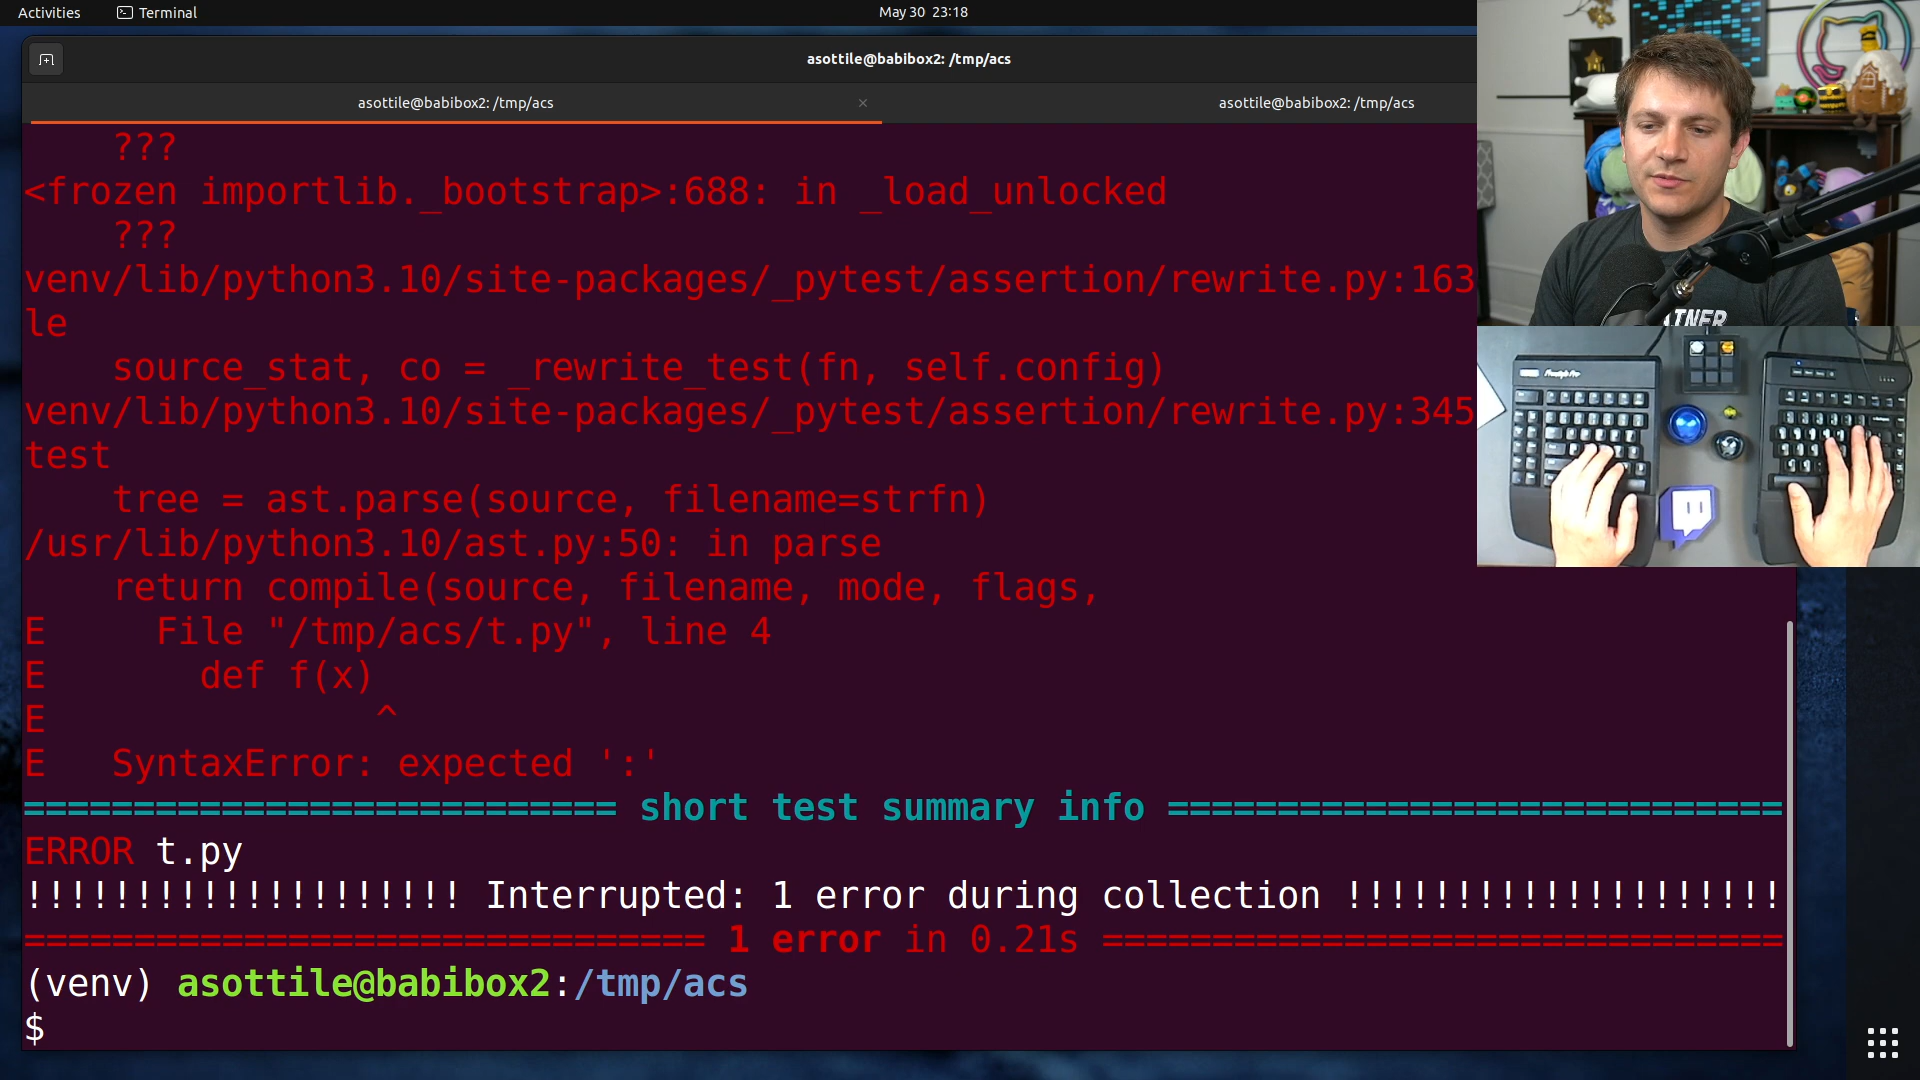 Activities
Terminal
May 30 23:18
asottile@babibox2: /tmp/acs
asottile@babibox2: /tmp/acs ×
asottile@babibox2: /tmp/acs
???
<frozen importlib._bootstrap>:688: in _load_unlocked
???
venv/lib/python3.10/site-packages/_pytest/assertion/rewrite.py:163
le
source_stat, co = _rewrite_test(fn, self.config)
venv/lib/python3.10/site-packages/_pytest/assertion/rewrite.py:345
test
tree = ast.parse(source, filename=strfn)
/usr/lib/python3.10/ast.py:50: in parse
return compile(source, filename, mode, flags,
E File "/tmp/acs/t.py", line 4
E def f(x)
E ^
E SyntaxError: expected ':'
=========================== short test summary info ============================
ERROR t.py
!!!!!!!!!!!!!!!!!!!! Interrupted: 1 error during collection !!!!!!!!!!!!!!!!!!!!
=============================== 1 error in 0.21s ===============================
(venv) asottile@babibox2:/tmp/acs
$